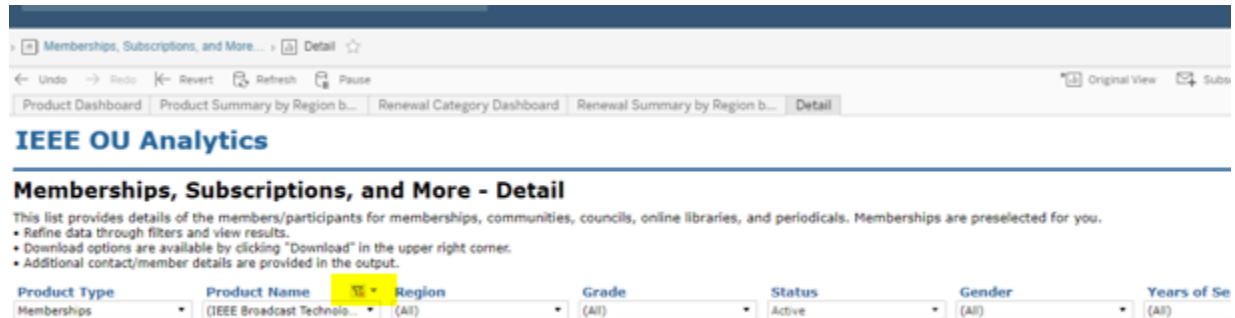 Memberships, Subscriptions, and More... › Detail
Undo Redo Revert Refresh Pause Original View Subs
Product Dashboard Product Summary by Region b... Renewal Category Dashboard Renewal Summary by Region b... Detail
IEEE OU Analytics
Memberships, Subscriptions, and More - Detail
This list provides details of the members/participants for memberships, communities, councils, online libraries, and periodicals. Memberships are preselected for you.
• Refine data through filters and view results.
• Download options are available by clicking "Download" in the upper right corner.
• Additional contact/member details are provided in the output.
Product Type Product Name Region Grade Status Gender Years of Se
Memberships (IEEE Broadcast Technolo... (All) (All) Active (All) (All)